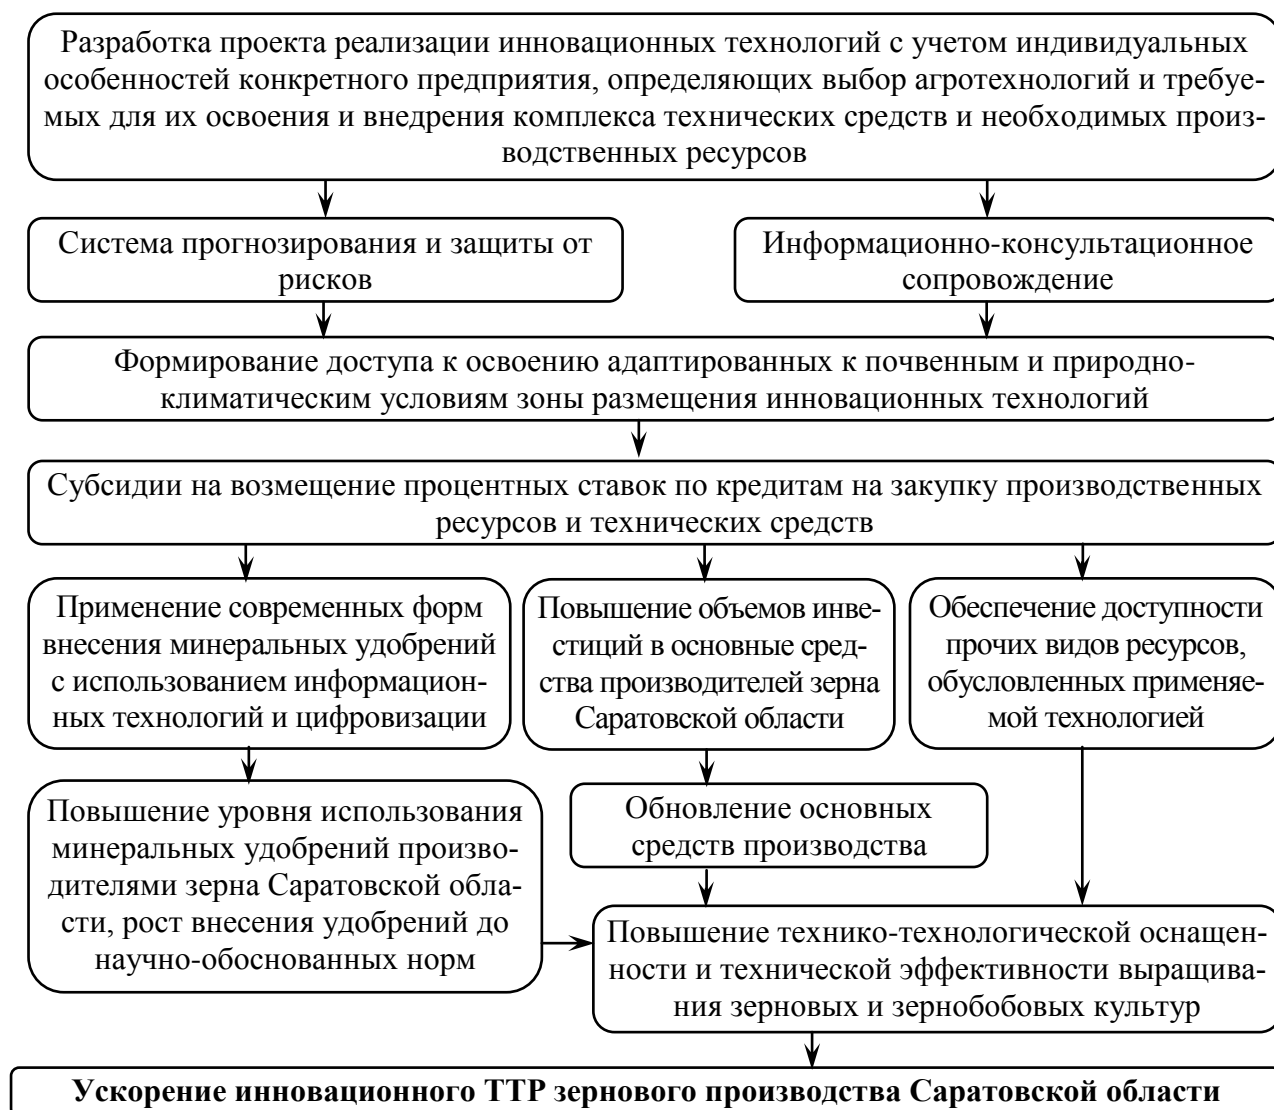 Разработка проекта реализации инновационных технологий с учетом индивидуальных
особенностей конкретного предприятия, определяющих выбор агротехнологий и требуе-
мых для их освоения и внедрения комплекса технических средств и необходимых произ-
водственных ресурсов
Система прогнозирования и защиты от
рисков
Информационно-консультационное
сопровождение
Формирование доступа к освоению адаптированных к почвенным и природно-
климатическим условиям зоны размещения инновационных технологий
Субсидии на возмещение процентных ставок по кредитам на закупку производственных
ресурсов и технических средств
Применение современных форм
внесения минеральных удобрений
с использованием информацион-
ных технологий и цифровизации
Повышение объемов инве-
стиций в основные сред-
ства производителей зерна
Саратовской области
Обеспечение доступности
прочих видов ресурсов,
обусловленных применяе-
мой технологией
Повышение уровня использования
минеральных удобрений произво-
дителями зерна Саратовской обла-
сти, рост внесения удобрений до
научно-обоснованных норм
Обновление основных
средств производства
Повышение технико-технологической оснащен-
ности и технической эффективности выращива-
ния зерновых и зернобобовых культур
Ускорение инновационного ТТР зернового производства Саратовской области